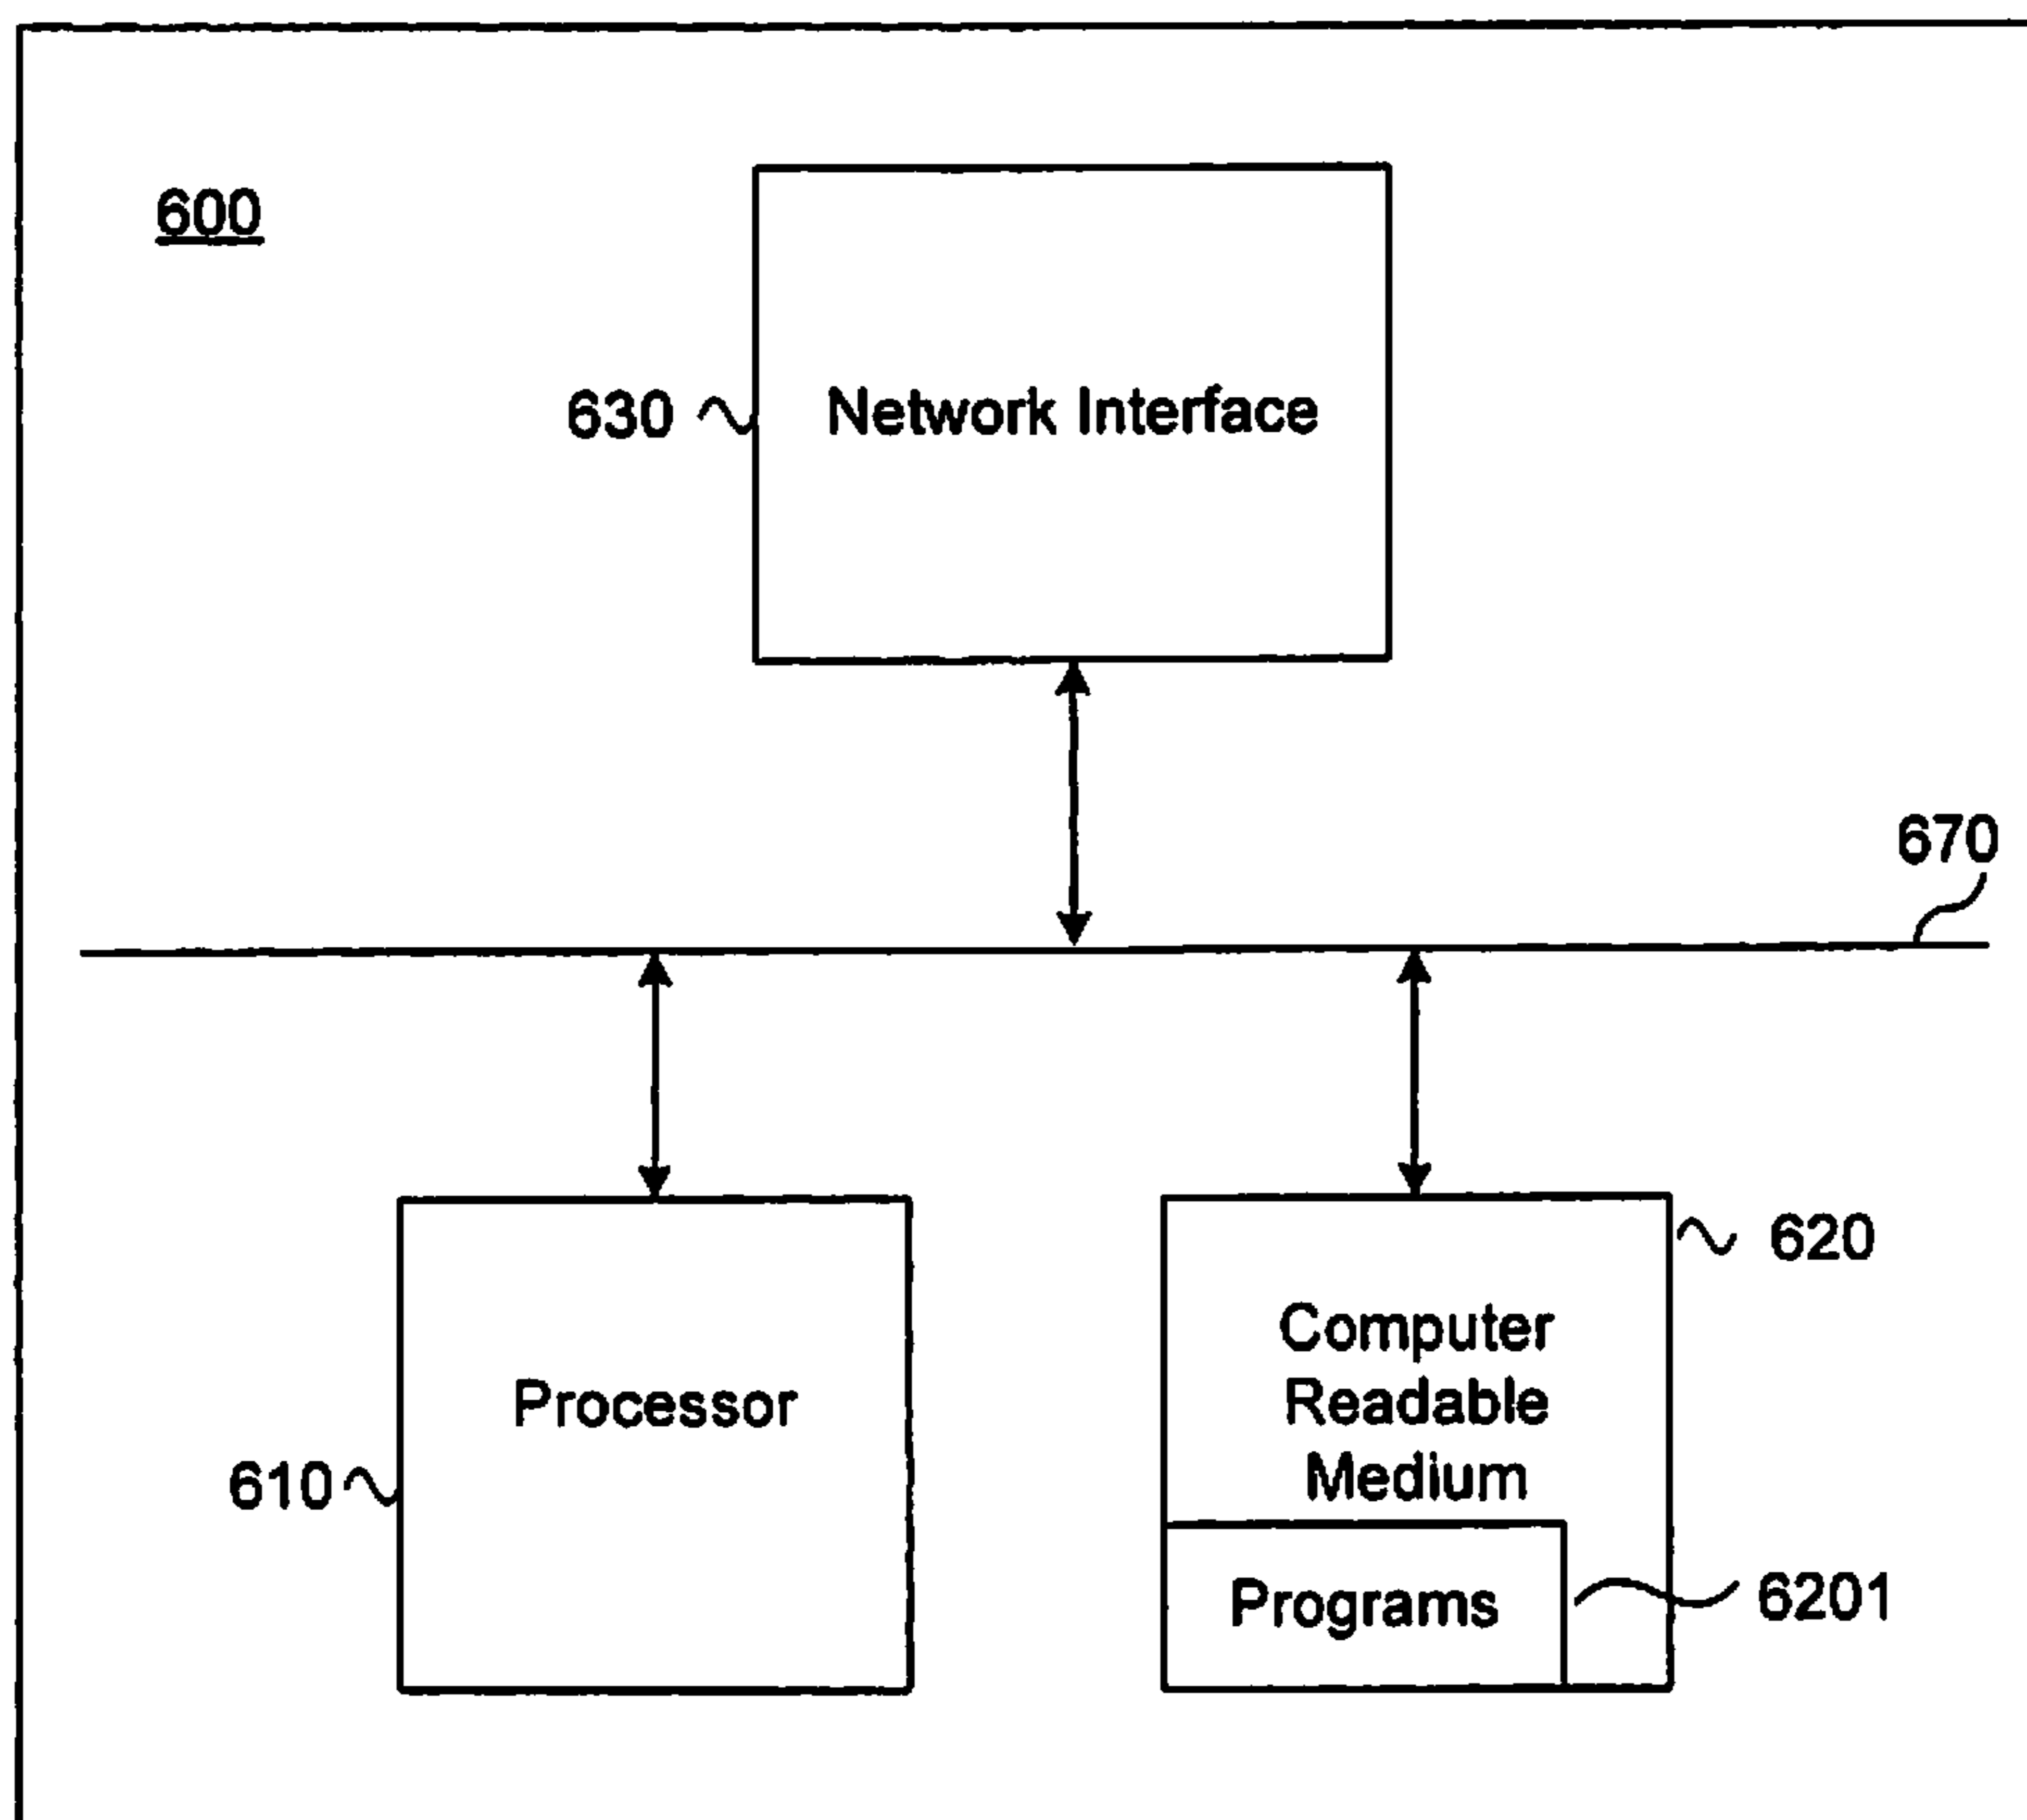 600
630
Network Interface
670
620
Computer
Readable
Medium
Processor
610
Programs
6201